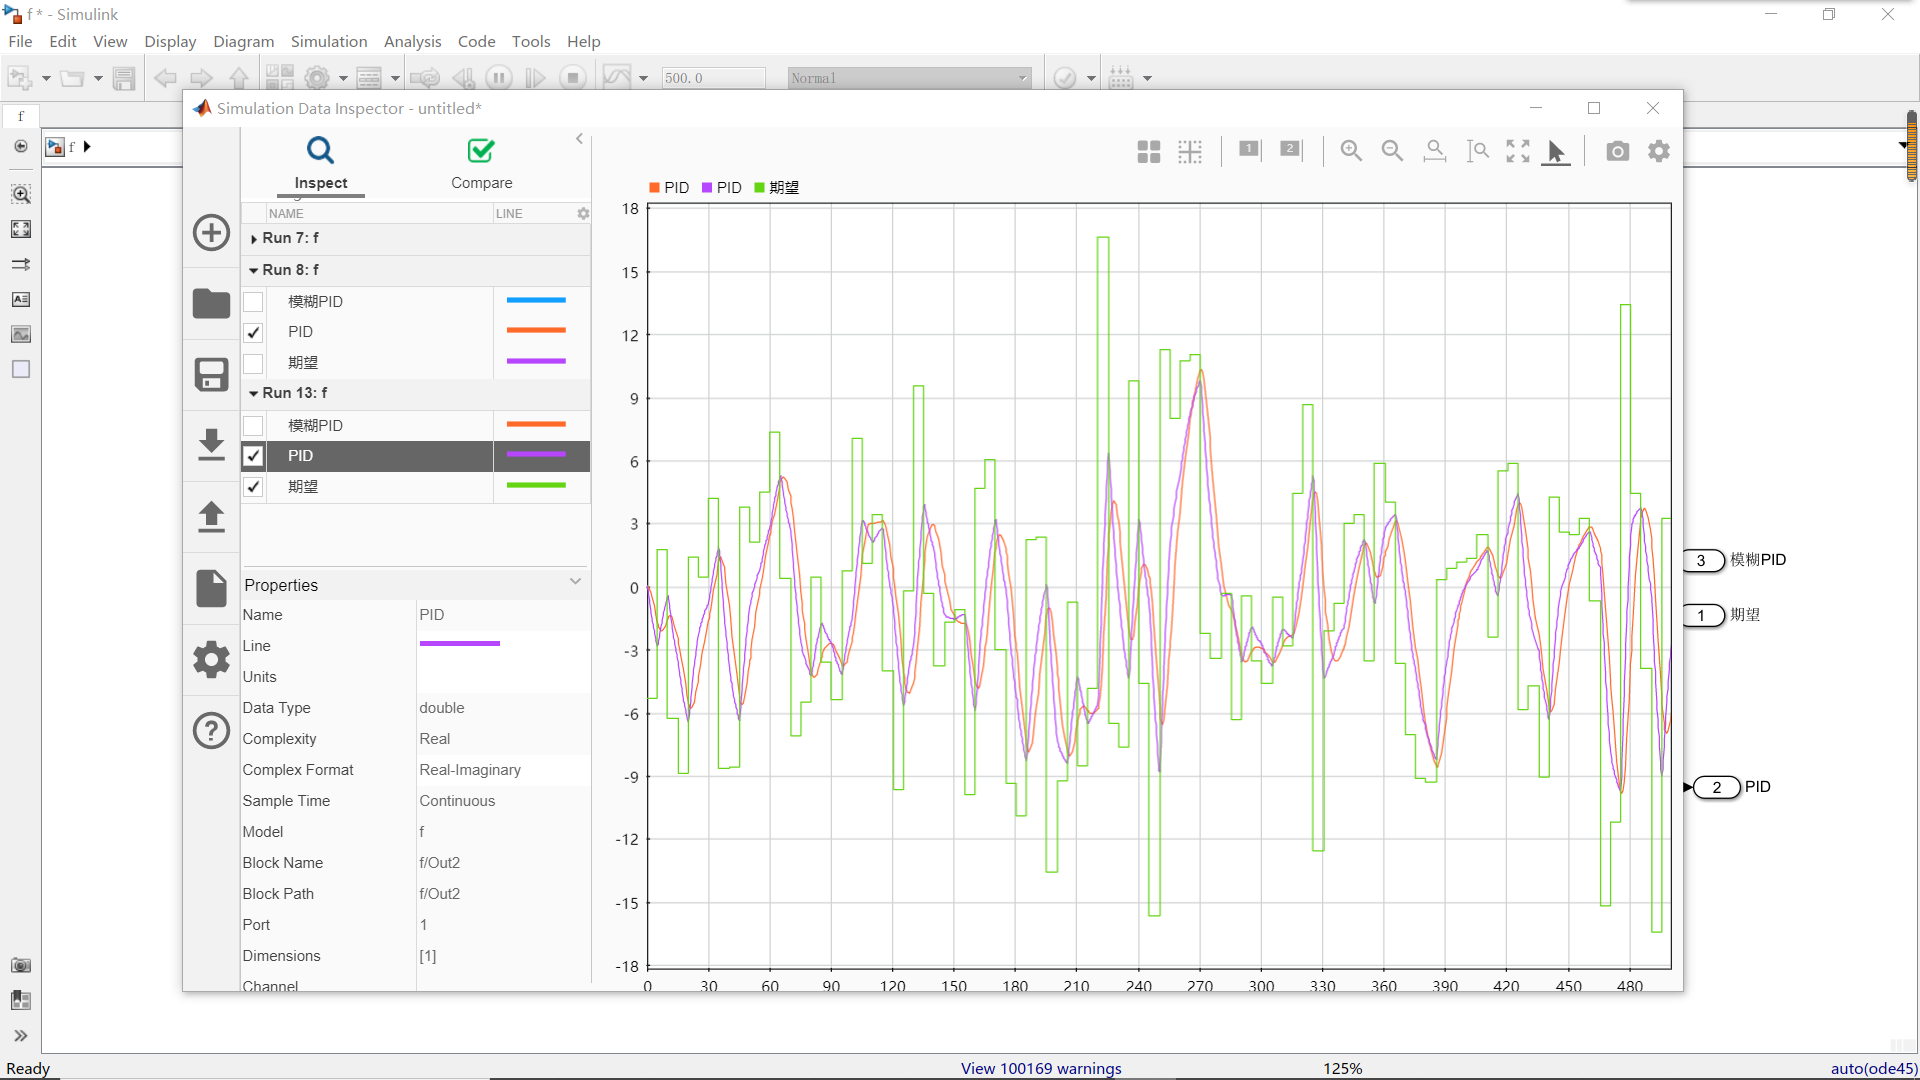 f * - Simulink
File Edit View Display Diagram Simulation Analysis Code Tools Help
500.0 Normal
f
f
Simulation Data Inspector - untitled*
Inspect Compare
NAME LINE
Run 7: f
Run 8: f
模糊PID
PID
期望
Run 13: f
模糊PID
PID
期望
Properties
Name PID
Line
Units
Data Type double
Complexity Real
Complex Format Real-Imaginary
Sample Time Continuous
Model f
Block Name f/Out2
Block Path f/Out2
Port 1
Dimensions [1]
Channel
1 2
PID PID 期望
18
15
12
9
6
3
0
-3
-6
-9
-12
-15
-18
0 30 60 90 120 150 180 210 240 270 300 330 360 390 420 450 480
3 模糊PID
1 期望
2 PID
Ready View 100169 warnings 125% auto(ode45)